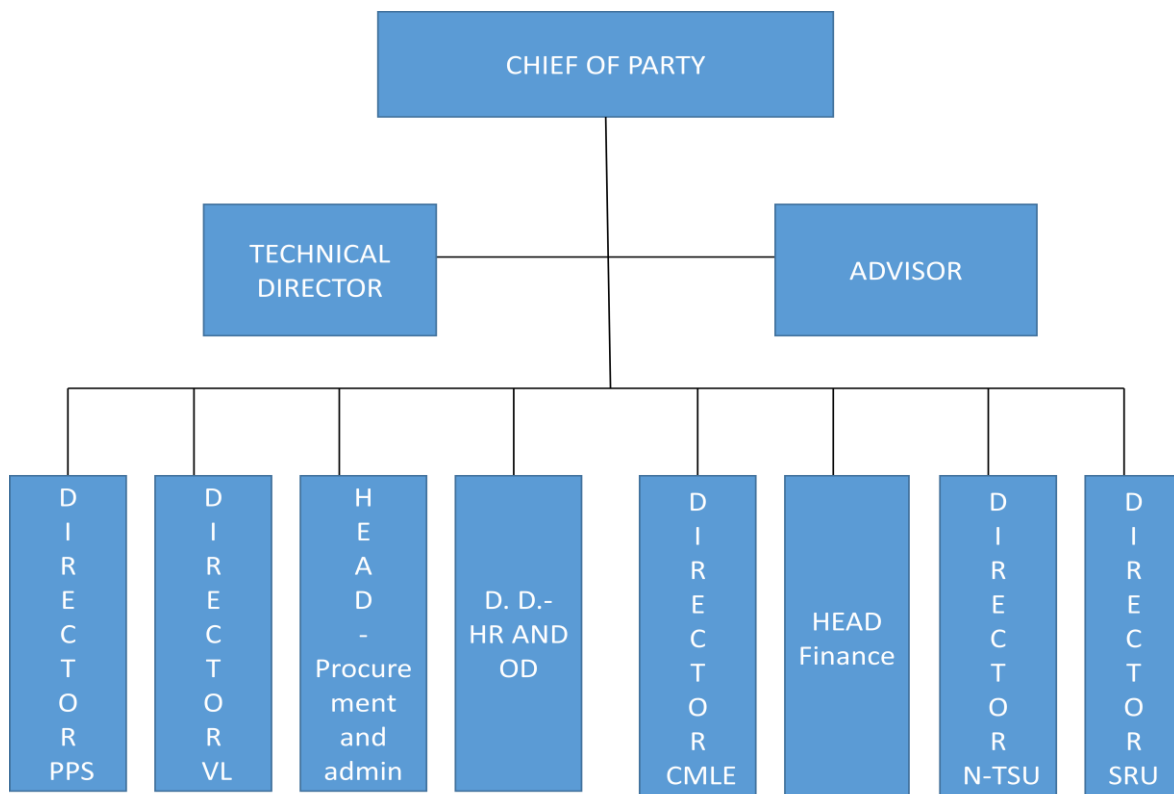 CHIEF OF PARTY
TECHNICAL
DIRECTOR
ADVISOR
D
I
R
E
C
T
O
R
PPS
D
I
R
E
C
T
O
R
VL
H
E
A
D
-
Procure
ment
and
admin
D. D.-
HR AND
OD
D
I
R
E
C
T
O
R
CMLE
HEAD
Finance
D
I
R
E
C
T
O
R
N-TSU
D
I
R
E
C
T
O
R
SRU